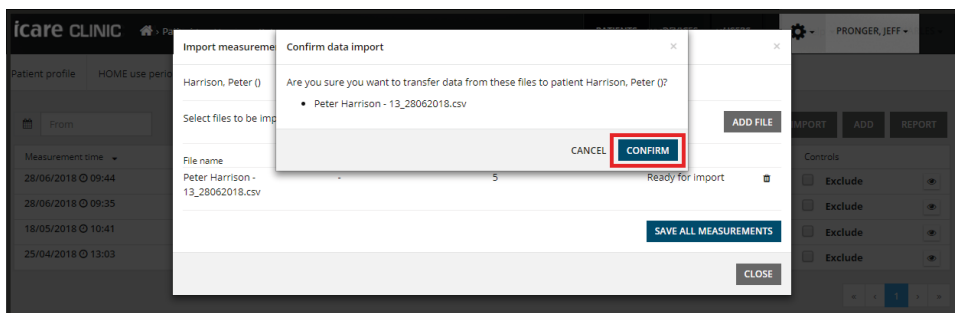 icare CLINIC
› Pa
PRONGER, JEFF
Import measureme
Confirm data import
×
×
Patient profile
HOME use perio
Harrison, Peter ()
Are you sure you want to transfer data from these files to patient Harrison, Peter ()?
• Peter Harrison - 13_28062018.csv
From
Select files to be imp
ADD FILE
IMPORT
ADD
REPORT
CANCEL
CONFIRM
Measurement time
File name
Controls
28/06/2018 09:44
Peter Harrison -
13_28062018.csv
-
5
Ready for import
Exclude
28/06/2018 09:35
Exclude
18/05/2018 10:41
SAVE ALL MEASUREMENTS
Exclude
25/04/2018 13:03
Exclude
CLOSE
« ‹ 1 › »